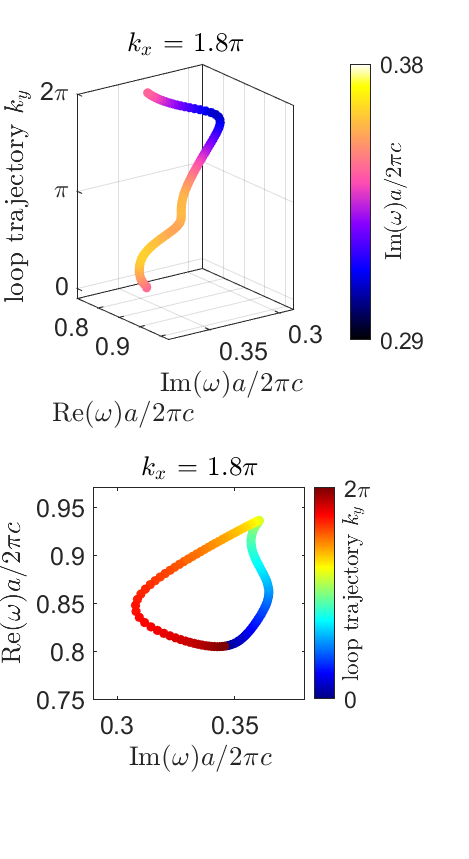 kₓ = 1.8π
2π
π
0
loop trajectory k_y
0.8
0.9
0.35
0.3
Im(ω)a/2πc
Re(ω)a/2πc
0.38
Im(ω)a/2πc
0.29
kₓ = 1.8π
0.95
0.9
0.85
0.8
0.75
Re(ω)a/2πc
0.3
0.35
Im(ω)a/2πc
2π
loop trajectory k_y
0